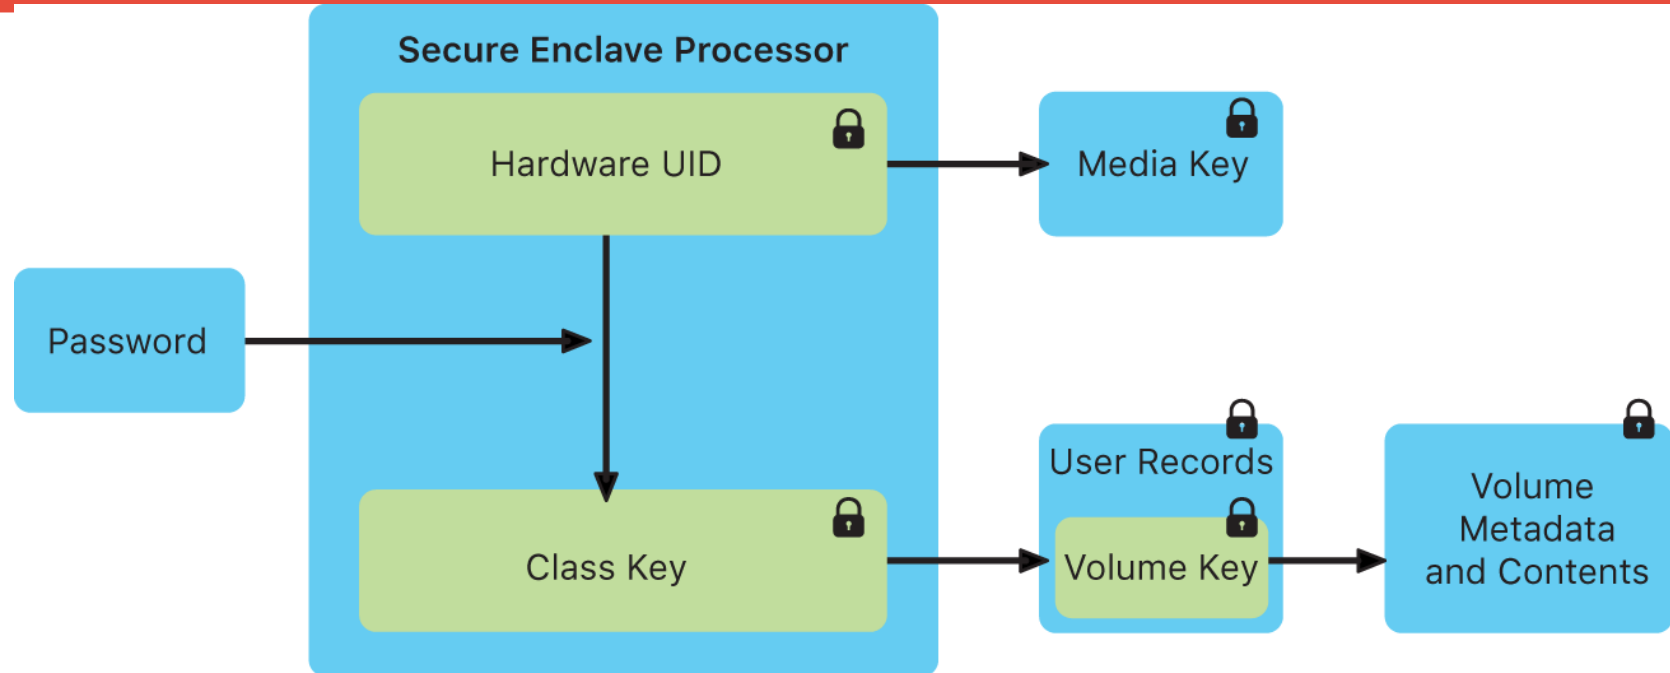 Secure Enclave Processor
Hardware UID
Media Key
Password
User Records
Class Key
Volume Key
Volume
Metadata
and Contents